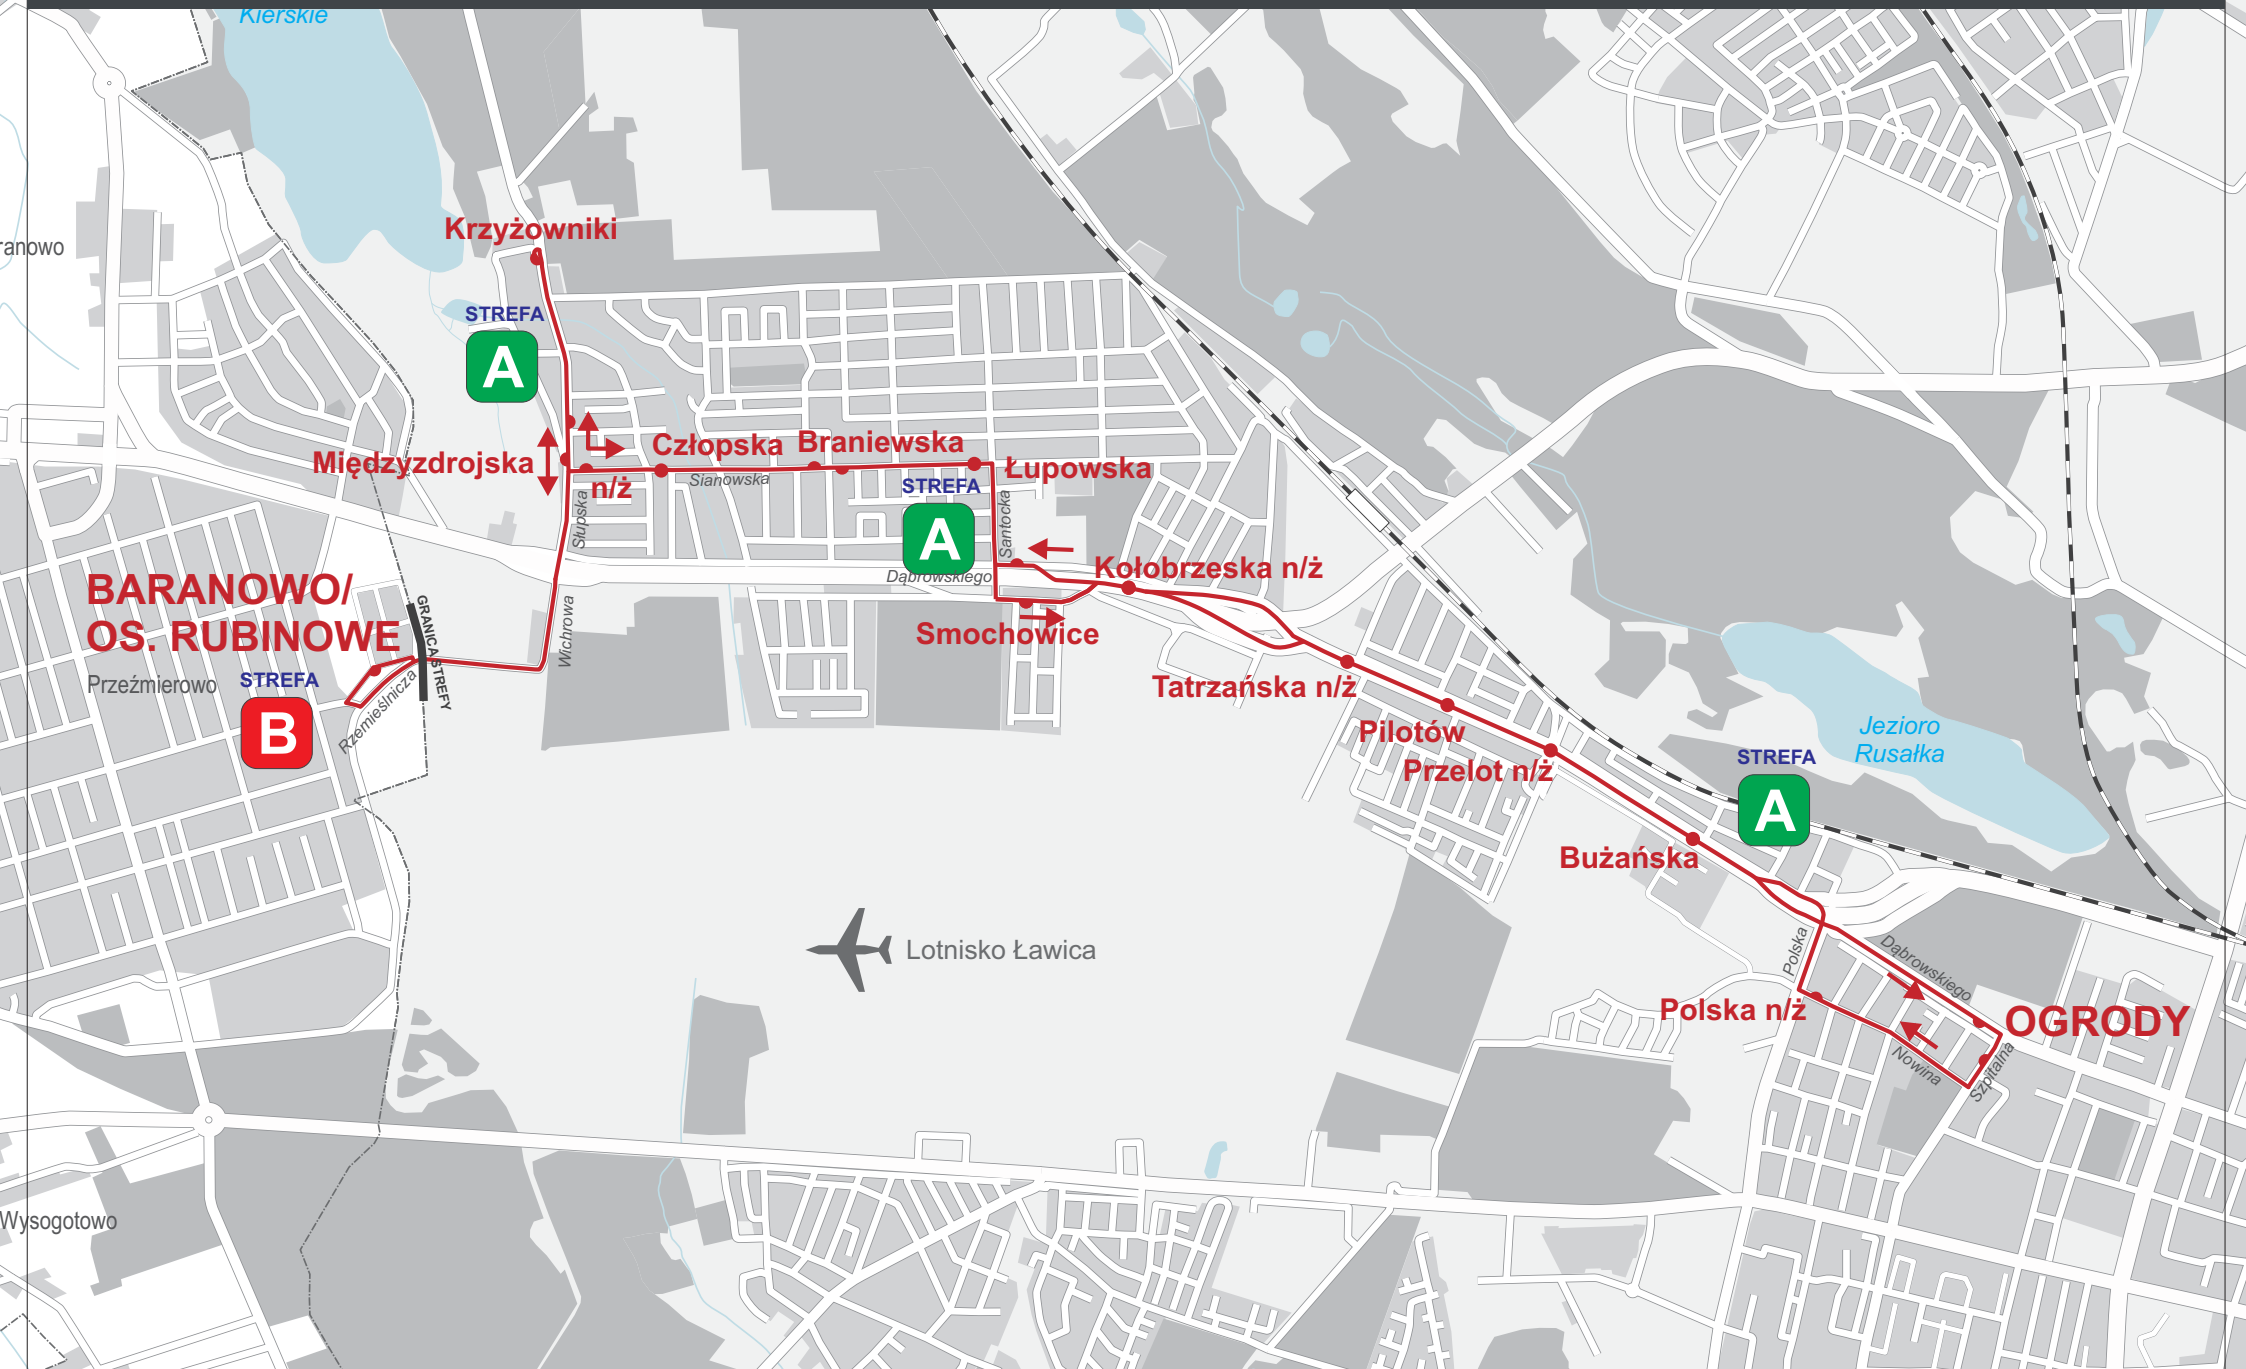 Kierskie
ranowo
Krzyżowniki
STREFA
A
Międzyzdrojska
n/ż
Człopska
Braniewska
Łupowska
Sianowska
STREFA
A
Słupska
Santocka
Dąbrowskiego
Kołobrzeska n/ż
Smochowice
BARANOWO/
OS. RUBINOWE
GRANICA STREFY
Wichrowa
Przeźmierowo
STREFA
B
Rzemieślnicza
Tatrzańska n/ż
Pilotów
Przelot n/ż
Jezioro
Rusałka
STREFA
A
Bużańska
Lotnisko Ławica
Polska
Dąbrowskiego
Polska n/ż
OGRODY
Nowina
Szpitalna
Wysogotowo